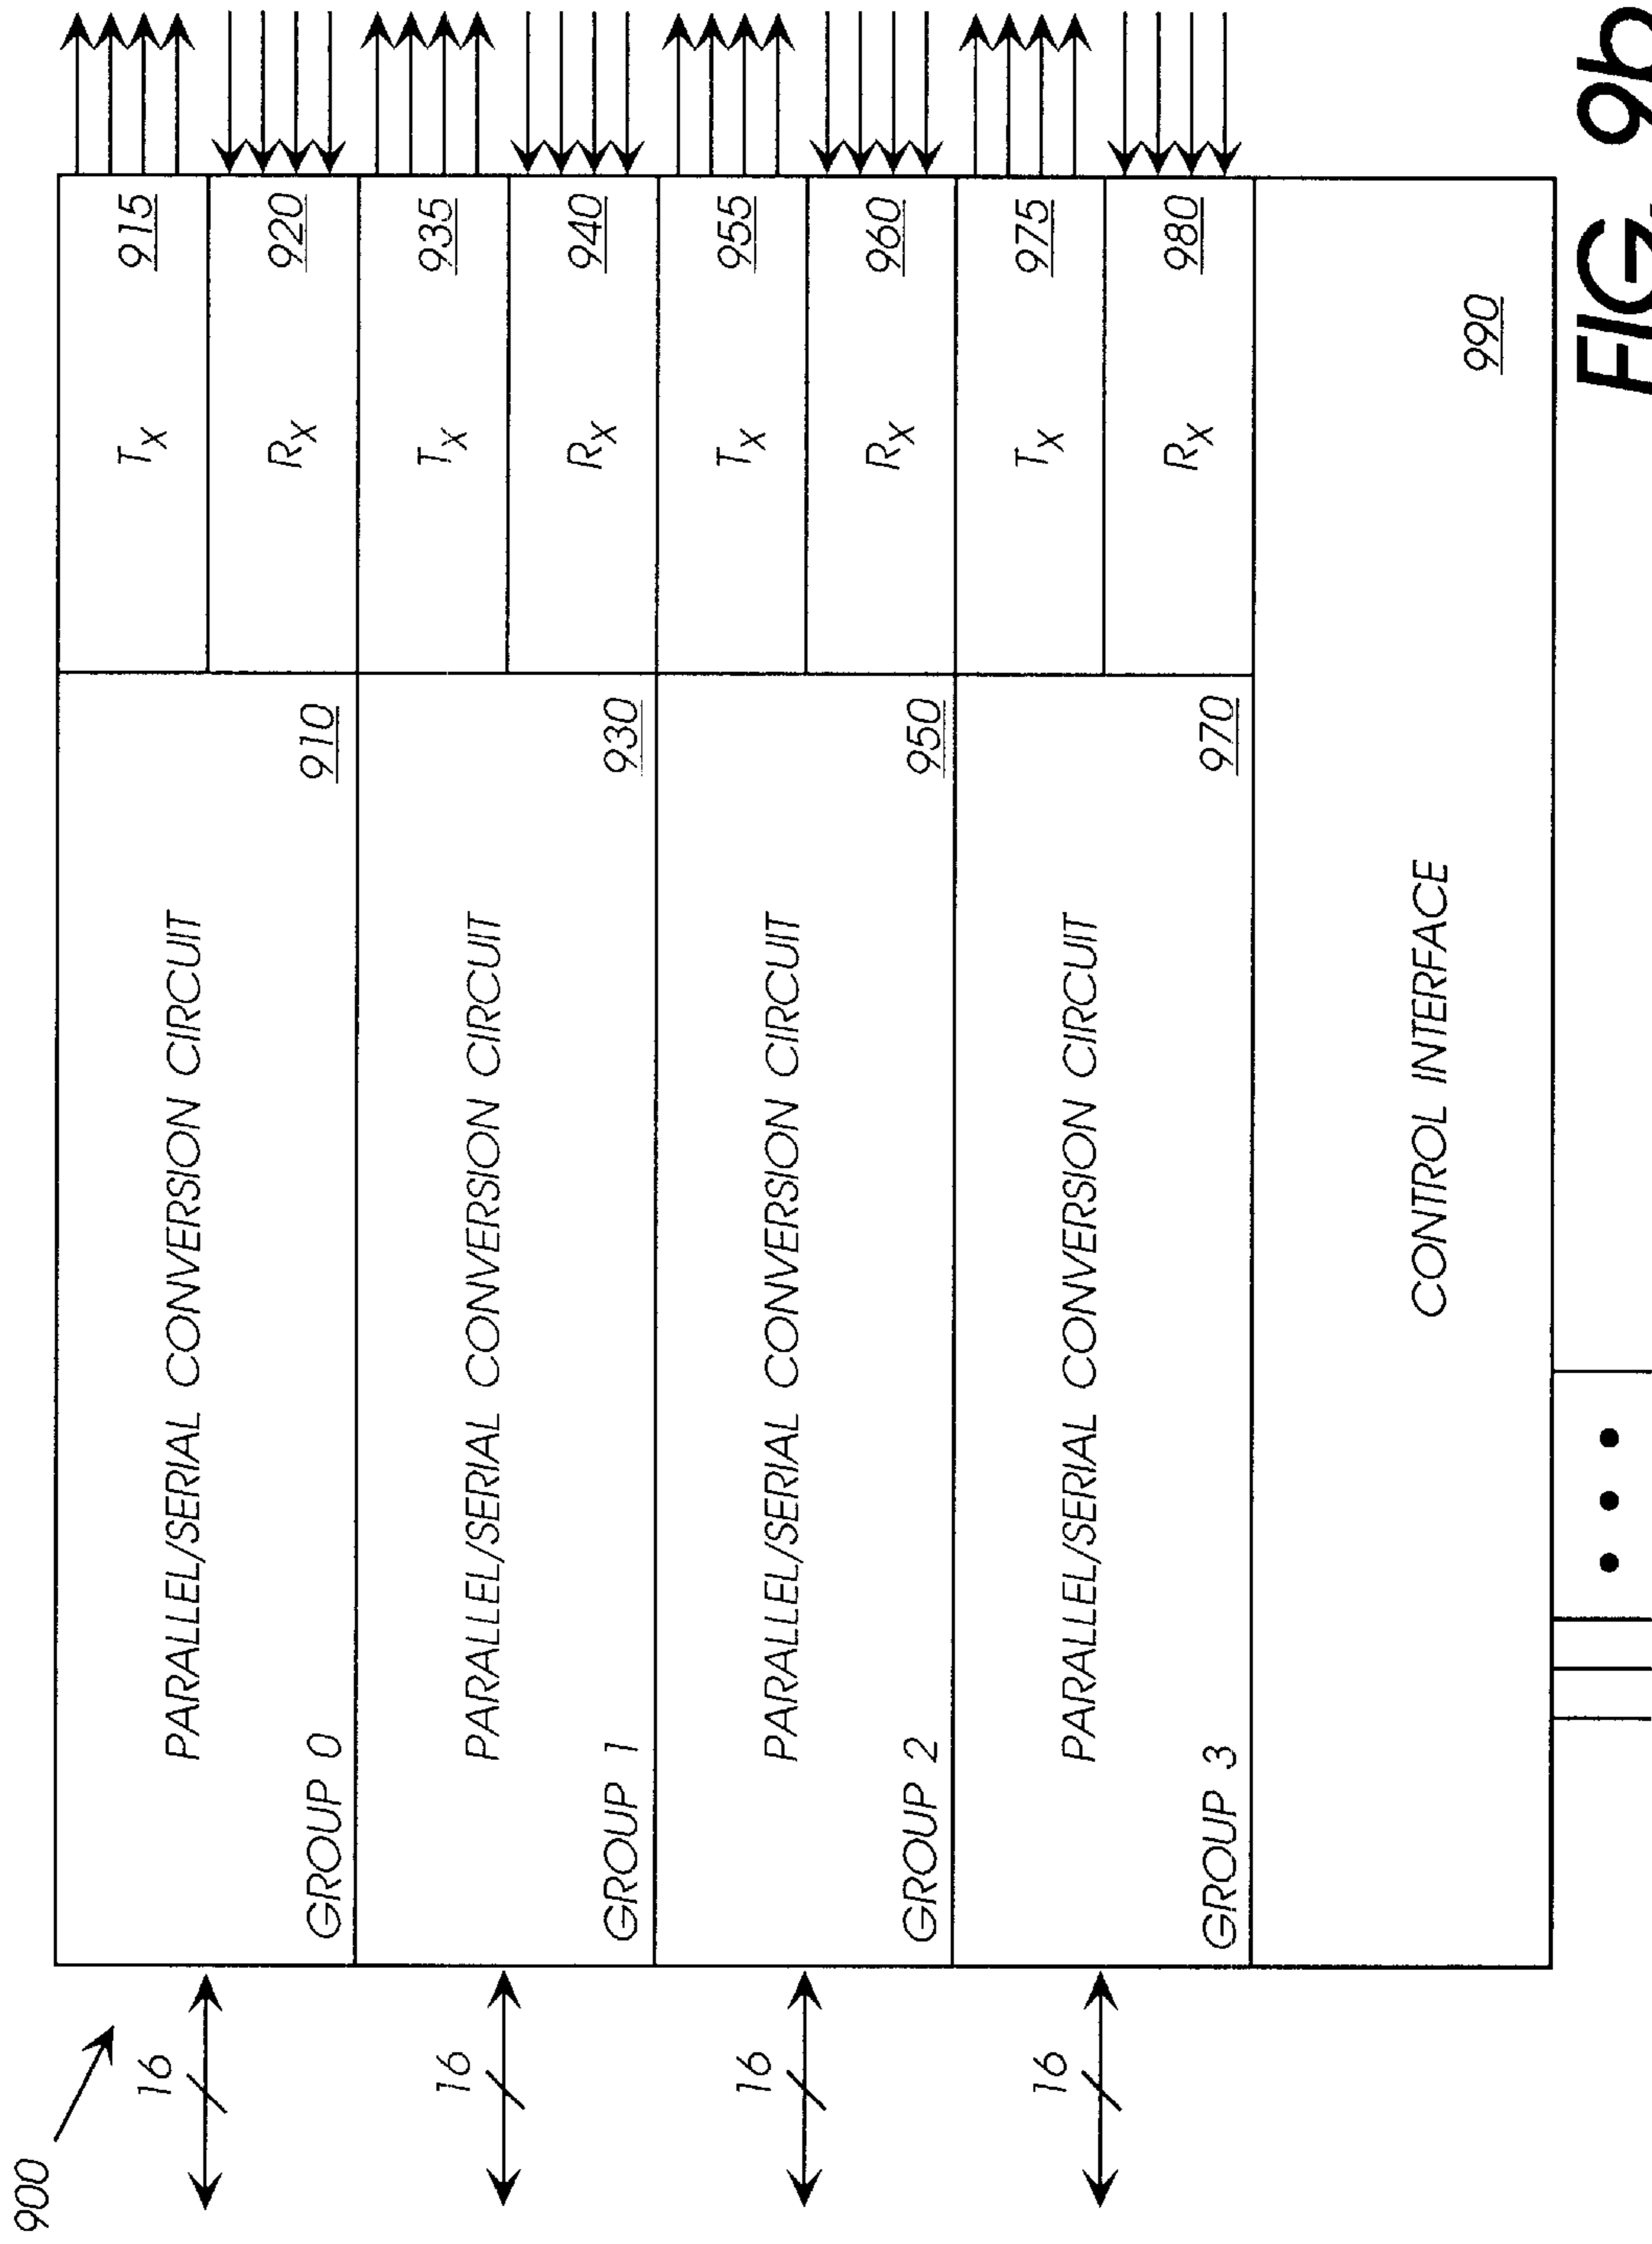 900
16
PARALLEL/SERIAL CONVERSION CIRCUIT
GROUP 0
910
TX
915
RX
920
16
PARALLEL/SERIAL CONVERSION CIRCUIT
GROUP 1
930
TX
935
RX
940
16
PARALLEL/SERIAL CONVERSION CIRCUIT
GROUP 2
950
TX
955
RX
960
16
PARALLEL/SERIAL CONVERSION CIRCUIT
GROUP 3
970
TX
975
RX
980
CONTROL INTERFACE
990
FIG. 9b